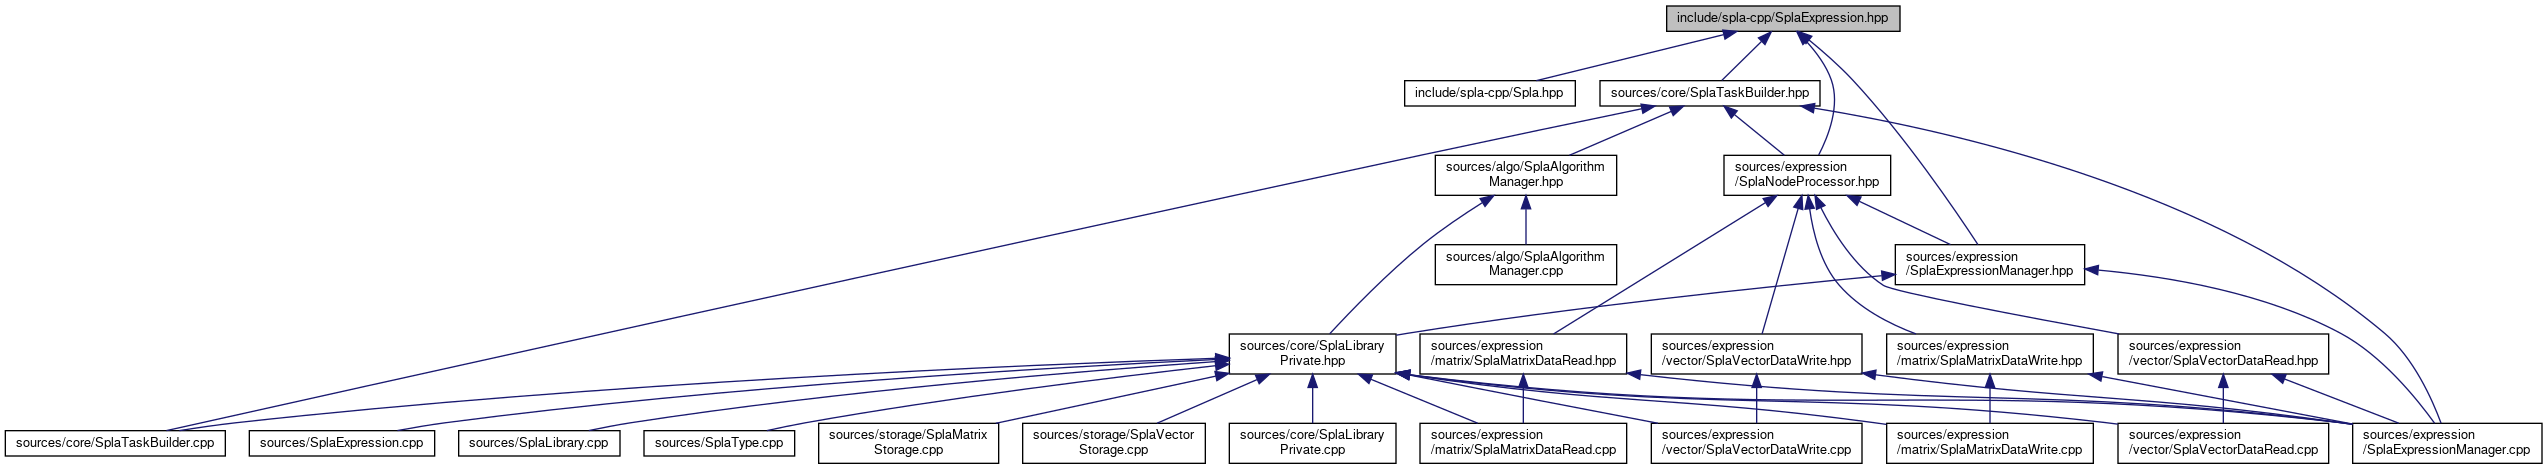 include/spla-cpp/SplaExpression.hpp
include/spla-cpp/Spla.hpp
sources/core/SplaTaskBuilder.hpp
sources/algo/SplaAlgorithm
Manager.hpp
sources/expression
/SplaNodeProcessor.hpp
sources/algo/SplaAlgorithm
Manager.cpp
sources/expression
/SplaExpressionManager.hpp
sources/core/SplaLibrary
Private.hpp
sources/expression
/matrix/SplaMatrixDataRead.hpp
sources/expression
/vector/SplaVectorDataWrite.hpp
sources/expression
/matrix/SplaMatrixDataWrite.hpp
sources/expression
/vector/SplaVectorDataRead.hpp
sources/core/SplaTaskBuilder.cpp
sources/SplaExpression.cpp
sources/SplaLibrary.cpp
sources/SplaType.cpp
sources/storage/SplaMatrix
Storage.cpp
sources/storage/SplaVector
Storage.cpp
sources/core/SplaLibrary
Private.cpp
sources/expression
/matrix/SplaMatrixDataRead.cpp
sources/expression
/vector/SplaVectorDataWrite.cpp
sources/expression
/matrix/SplaMatrixDataWrite.cpp
sources/expression
/vector/SplaVectorDataRead.cpp
sources/expression
/SplaExpressionManager.cpp